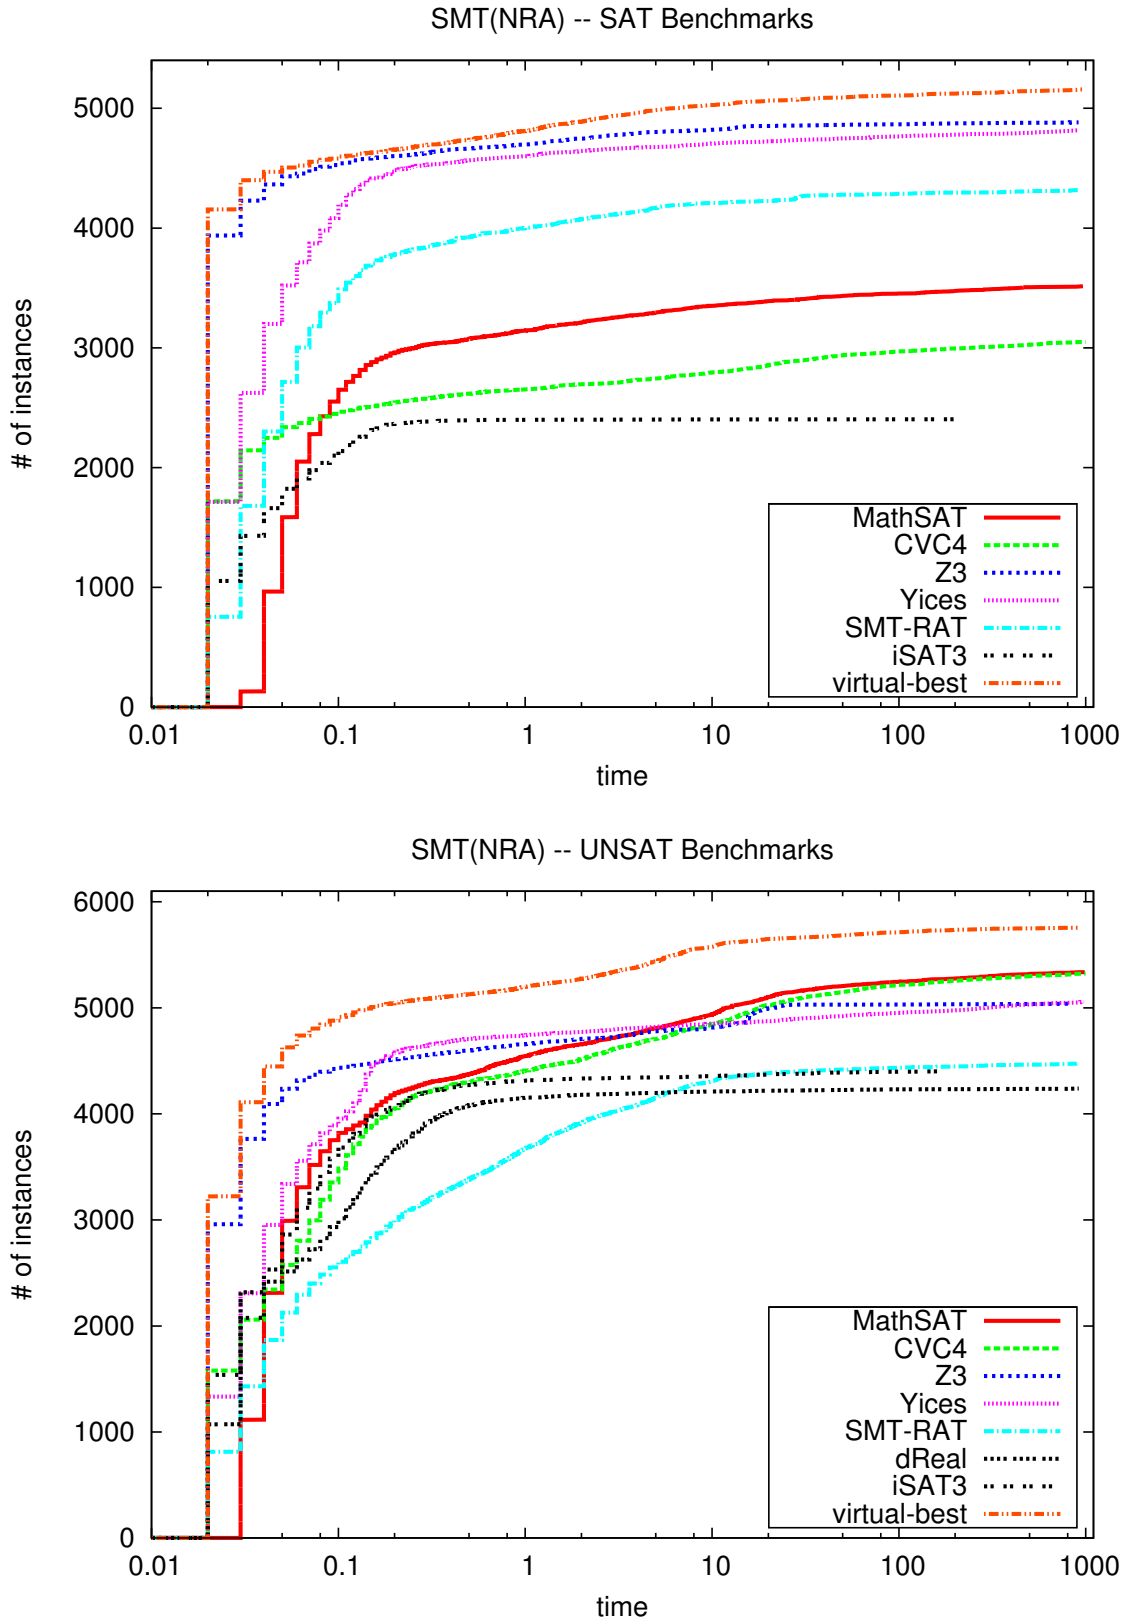 SMT(NRA) -- SAT Benchmarks
5000
4000
3000
2000
1000
0
# of instances
0.01 0.1 1 10 100 1000
time
MathSAT
CVC4
Z3
Yices
SMT-RAT
iSAT3
virtual-best
SMT(NRA) -- UNSAT Benchmarks
6000
5000
4000
3000
2000
1000
0
# of instances
0.01 0.1 1 10 100 1000
time
MathSAT
CVC4
Z3
Yices
SMT-RAT
dReal
iSAT3
virtual-best